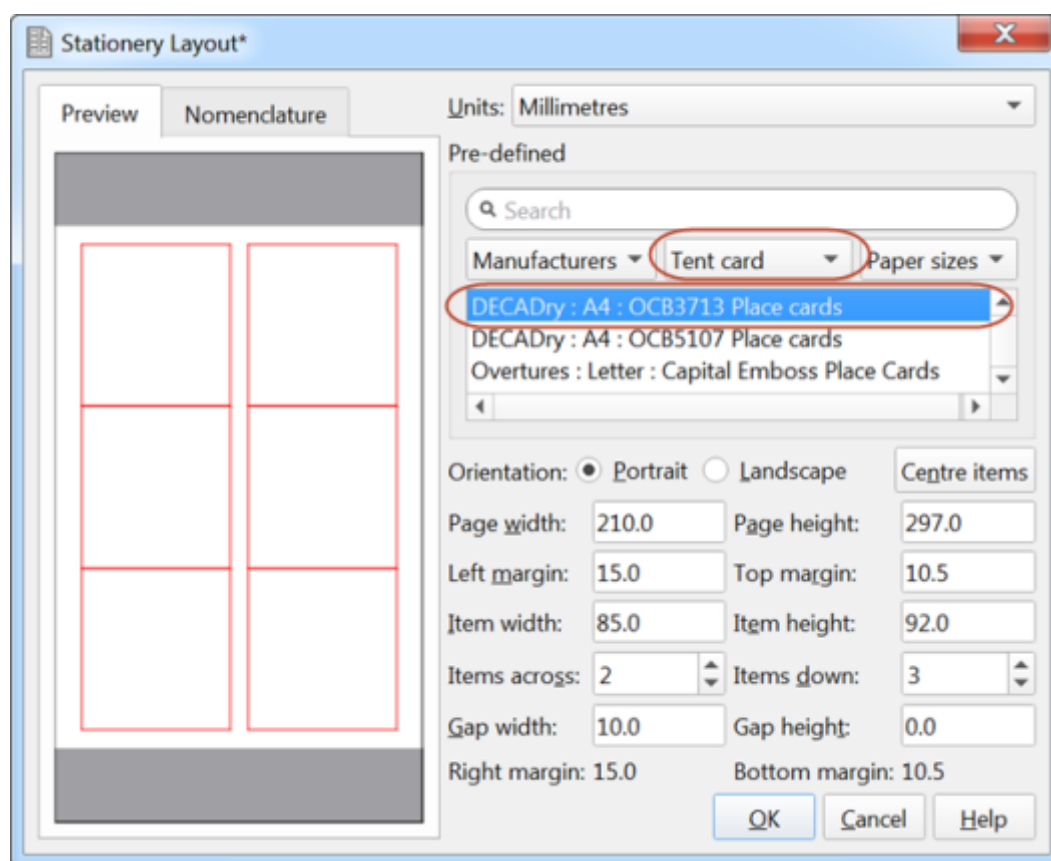 Stationery Layout*
Preview Nomenclature
Units: Millimetres
Pre-defined
Search
Manufacturers Tent card Paper sizes
DECADry : A4 : OCB3713 Place cards
DECADry : A4 : OCB5107 Place cards
Overtures : Letter : Capital Emboss Place Cards
Orientation: Portrait Landscape Centre items
Page width: 210.0 Page height: 297.0
Left margin: 15.0 Top margin: 10.5
Item width: 85.0 Item height: 92.0
Items across: 2 Items down: 3
Gap width: 10.0 Gap height: 0.0
Right margin: 15.0 Bottom margin: 10.5
OK Cancel Help